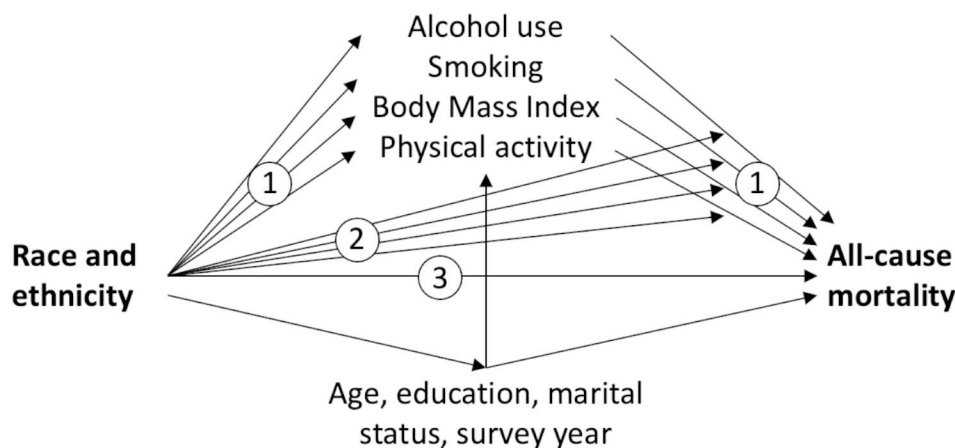 Alcohol use
Smoking
Body Mass Index
Physical activity
1
1
2
Race and
ethnicity
3
All-cause
mortality
Age, education, marital
status, survey year